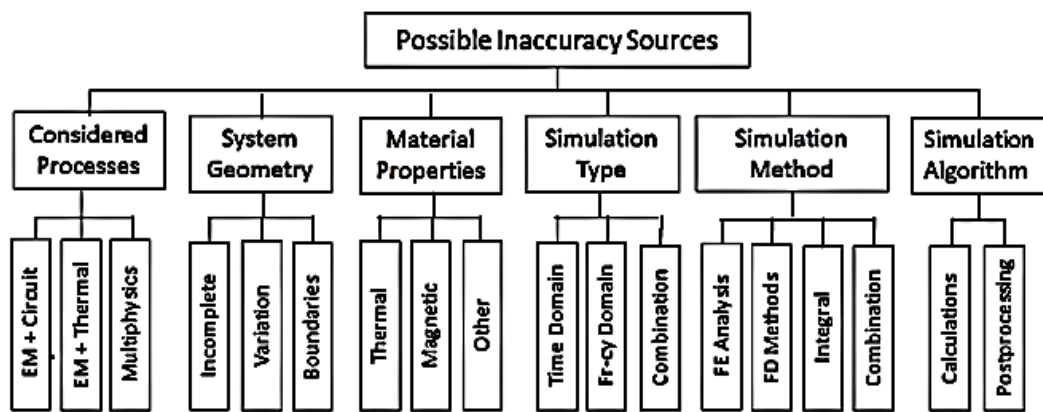 Possible Inaccuracy Sources
Considered
Processes
System
Geometry
Material
Properties
Simulation
Type
Simulation
Method
Simulation
Algorithm
EM + Circuit
EM + Thermal
Multiphysics
Incomplete
Variation
Boundaries
Thermal
Magnetic
Other
Time Domain
Fr-cy Domain
Combination
FE Analysis
FD Methods
Integral
Combination
Calculations
Postprocessing